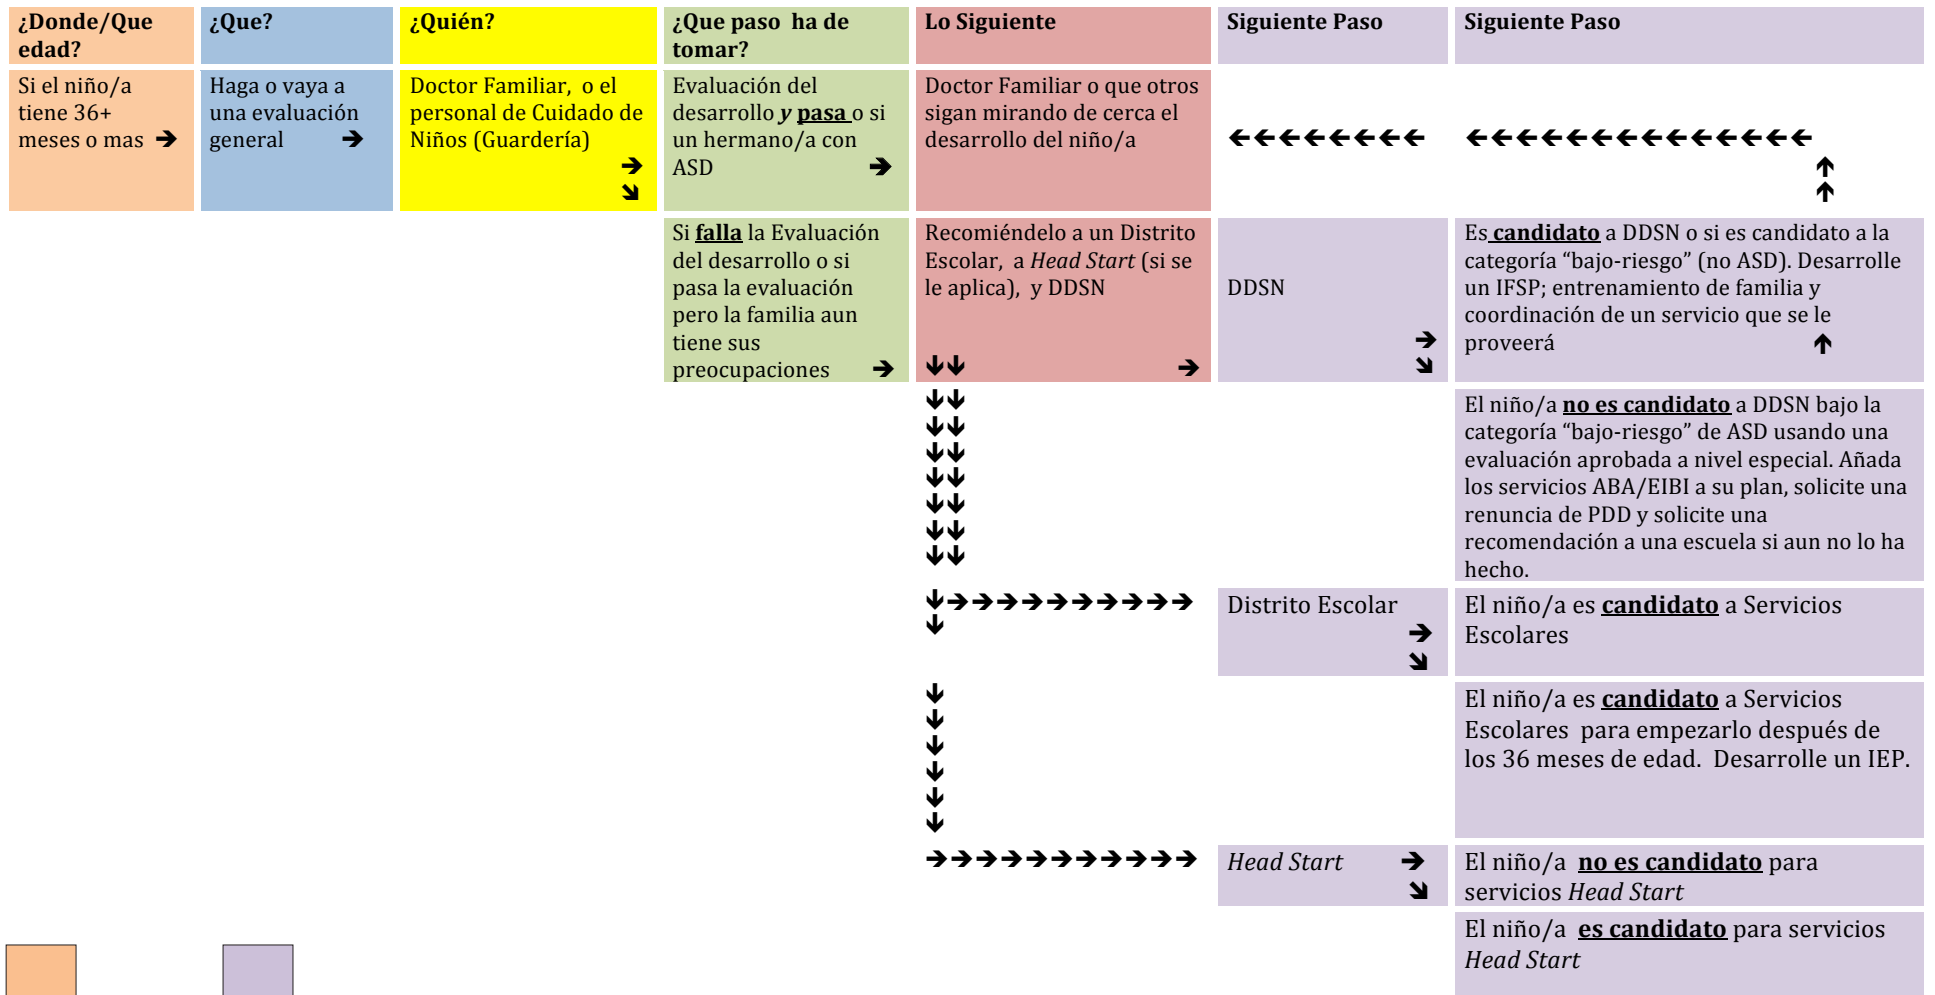 ¿Donde/Que
edad?
¿Que?
¿Quién?
¿Que paso ha de
tomar?
Lo Siguiente
Siguiente Paso
Siguiente Paso
Si el niño/a
tiene 36+
meses o mas ➔
Haga o vaya a
una evaluación
general ➔
Doctor Familiar, o el
personal de Cuidado de
Niños (Guardería)
Evaluación del
desarrollo y pasa o si
un hermano/a con
ASD ➔
Doctor Familiar o que otros
sigan mirando de cerca el
desarrollo del niño/a
Si falla la Evaluación
del desarrollo o si
pasa la evaluación
pero la familia aun
tiene sus
preocupaciones ➔
Recomiéndelo a un Distrito
Escolar, a Head Start (si se
le aplica), y DDSN
DDSN
Es candidato a DDSN o si es candidato a la
categoría “bajo-riesgo” (no ASD). Desarrolle
un IFSP; entrenamiento de familia y
coordinación de un servicio que se le
proveerá
El niño/a no es candidato a DDSN bajo la
categoría “bajo-riesgo” de ASD usando una
evaluación aprobada a nivel especial. Añada
los servicios ABA/EIBI a su plan, solicite una
renuncia de PDD y solicite una
recomendación a una escuela si aun no lo ha
hecho.
Distrito Escolar
El niño/a es candidato a Servicios
Escolares
El niño/a es candidato a Servicios
Escolares para empezarlo después de
los 36 meses de edad. Desarrolle un IEP.
Head Start ➔
El niño/a no es candidato para
servicios Head Start
El niño/a es candidato para servicios
Head Start